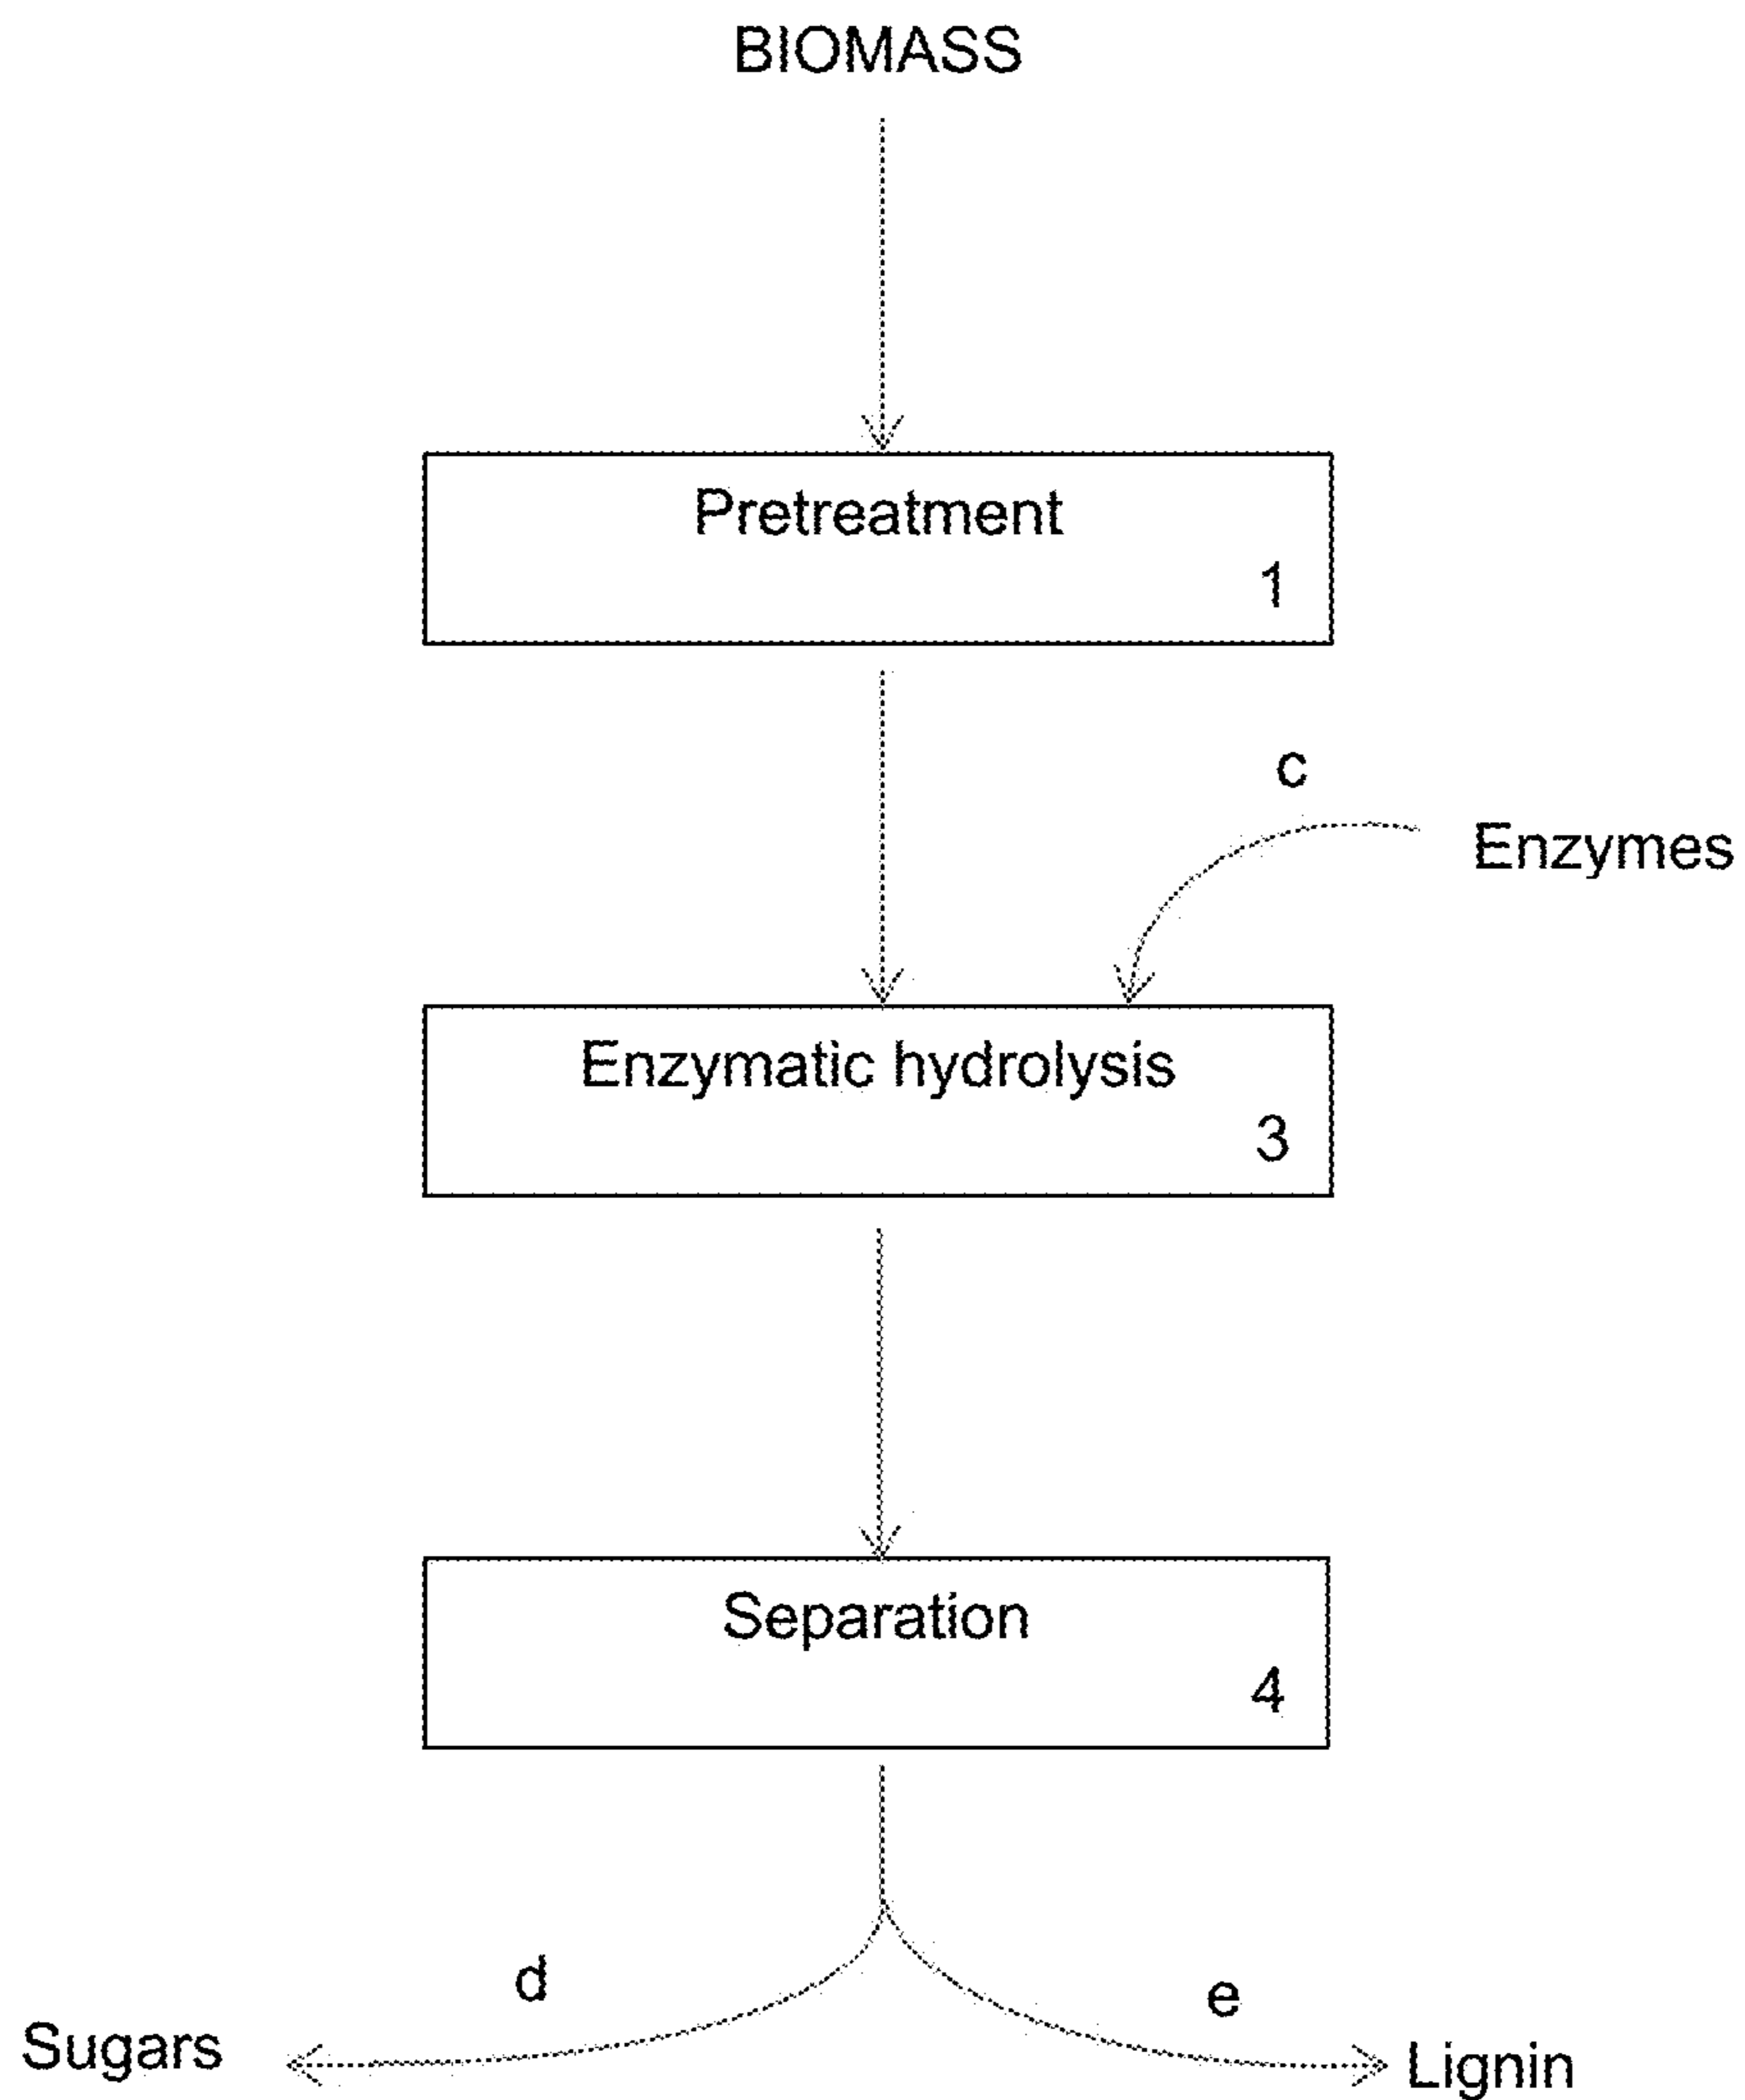 BIOMASS
Pretreatment
1
c
Enzymes
Enzymatic hydrolysis
3
Separation
4
d
e
Sugars
Lignin